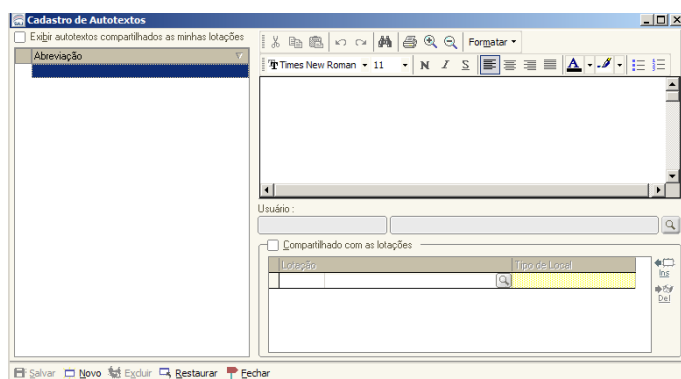 Cadastro de Autotextos
Exibir autotextos compartilhados as minhas lotações
Abreviação
Formatar
Times New Roman 11 N I S A
Usuário :
Compartilhado com as lotações
Lotação Tipo de Local
Ins
Del
Salvar Novo Excluir Restaurar Fechar